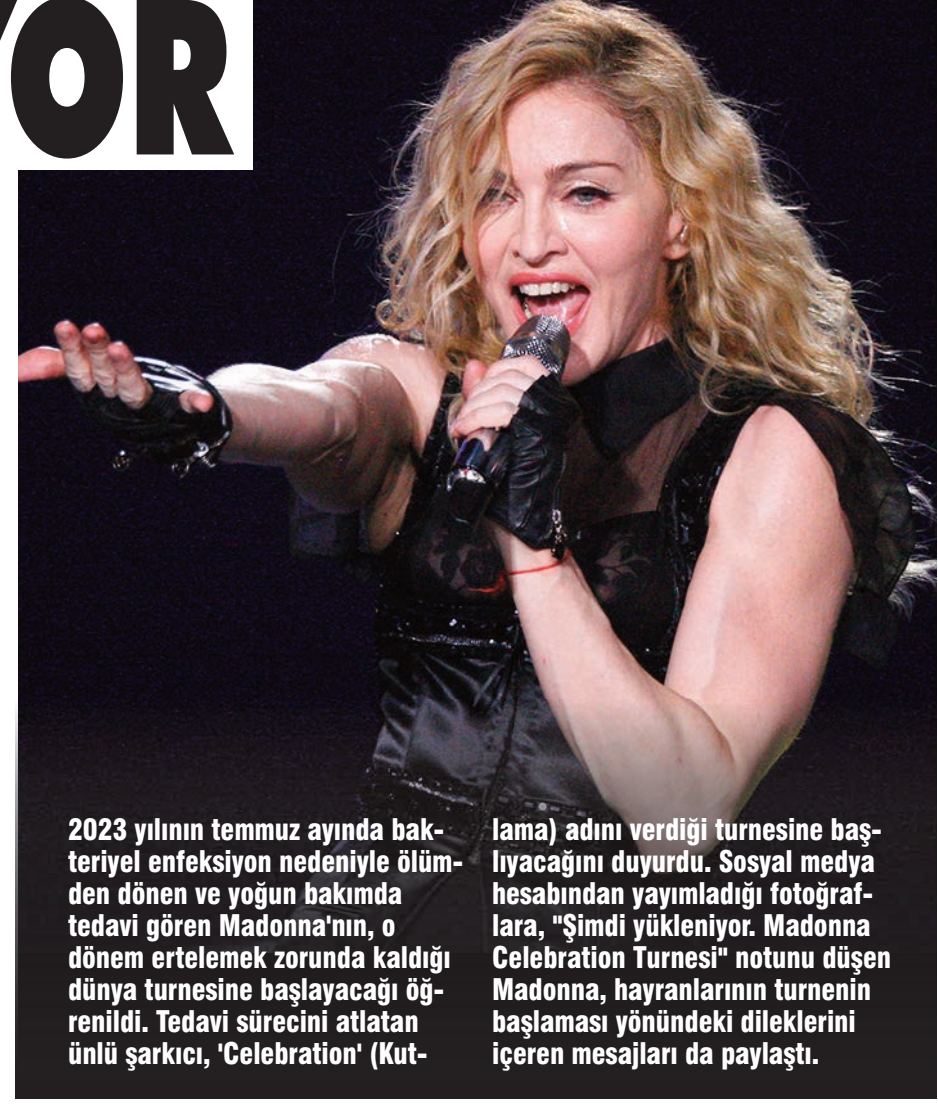 YOR
2023 yılının temmuz ayında bak-
teriyel enfeksiyon nedeniyle ölüm-
den dönen ve yoğun bakımda
tedavi gören Madonna'nın, o
dönem ertelemek zorunda kaldığı
dünya turnesine başlayacağı öğ-
renildi. Tedavi sürecini atlatan
ünlü şarkıcı, 'Celebration' (Kut-
lama) adını verdiği turnesine baş-
lıyacağını duyurdu. Sosyal medya
hesabından yayımladığı fotoğraf-
lara, "Şimdi yükleniyor. Madonna
Celebration Turnesi" notunu düşen
Madonna, hayranlarının turnenin
başlaması yönündeki dileklerini
içeren mesajları da paylaştı.